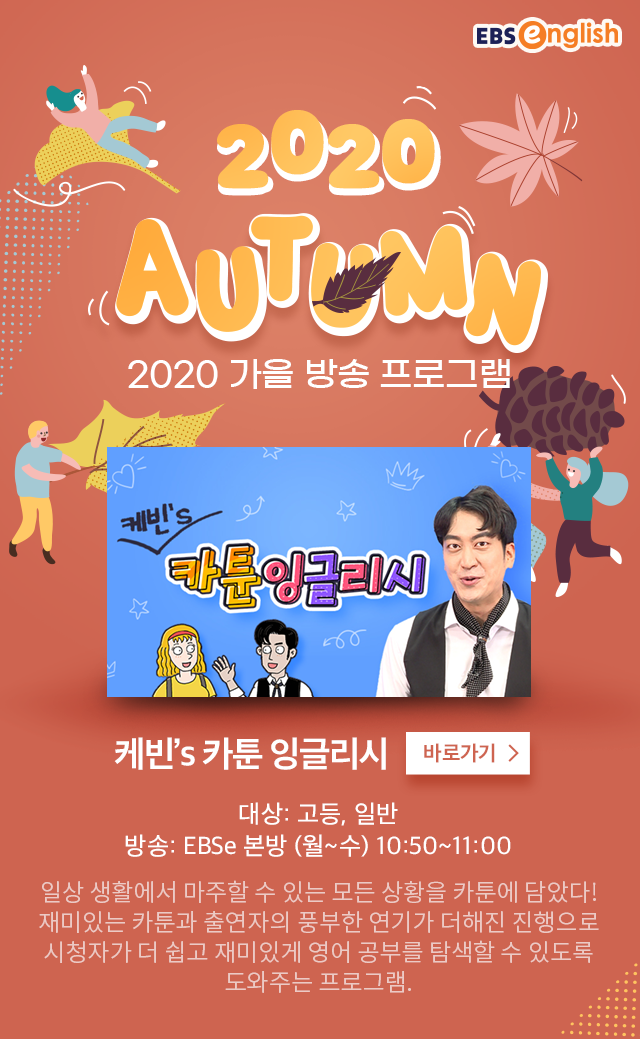 EBS english
2020
AUTUMN
2020 가을 방송 프로그램
케빈's
카툰잉글리시
케빈's 카툰 잉글리시
바로가기 >
대상: 고등, 일반
방송: EBSe 본방 (월~수) 10:50~11:00
일상 생활에서 마주할 수 있는 모든 상황을 카툰에 담았다!
재미있는 카툰과 출연자의 풍부한 연기가 더해진 진행으로
시청자가 더 쉽고 재미있게 영어 공부를 탐색할 수 있도록
도와주는 프로그램.